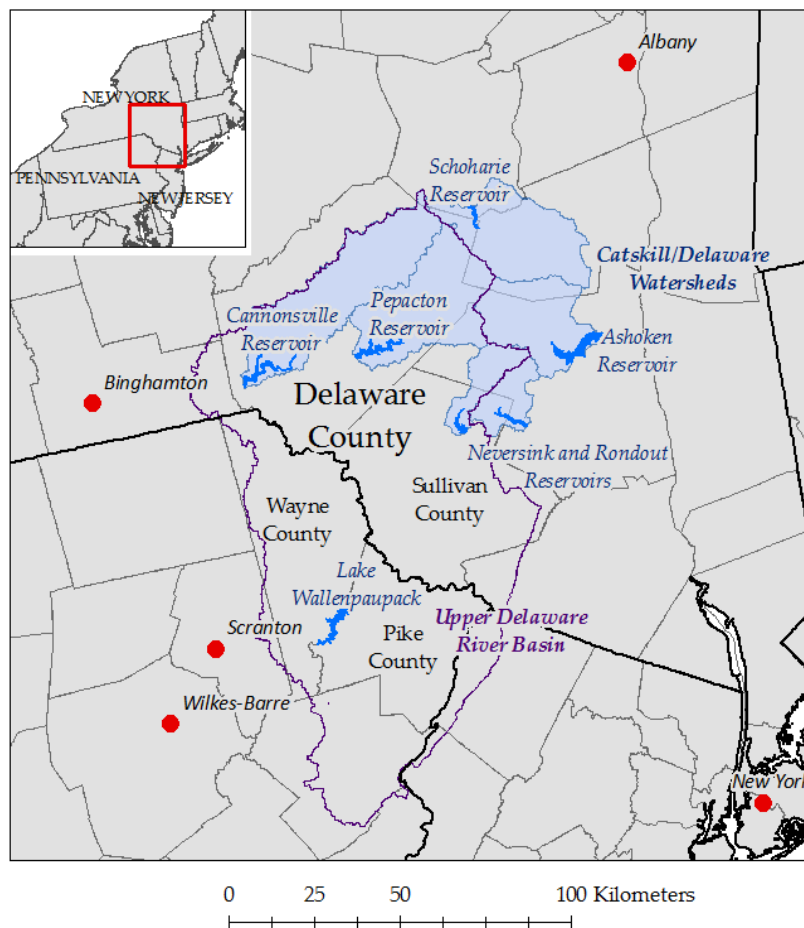 Albany
NEW YORK
PENNSYLVANIA
NEW JERSEY
Schoharie
Reservoir
Catskill/Delaware
Watersheds
Pepacton
Reservoir
Cannonsville
Reservoir
Ashoken
Reservoir
Binghamton
Delaware
County
Neversink and Rondout
Reservoirs
Sullivan
County
Wayne
County
Lake
Wallenpaupack
Upper Delaware
River Basin
Scranton
Pike
County
Wilkes-Barre
New York
0 25 50 100 Kilometers